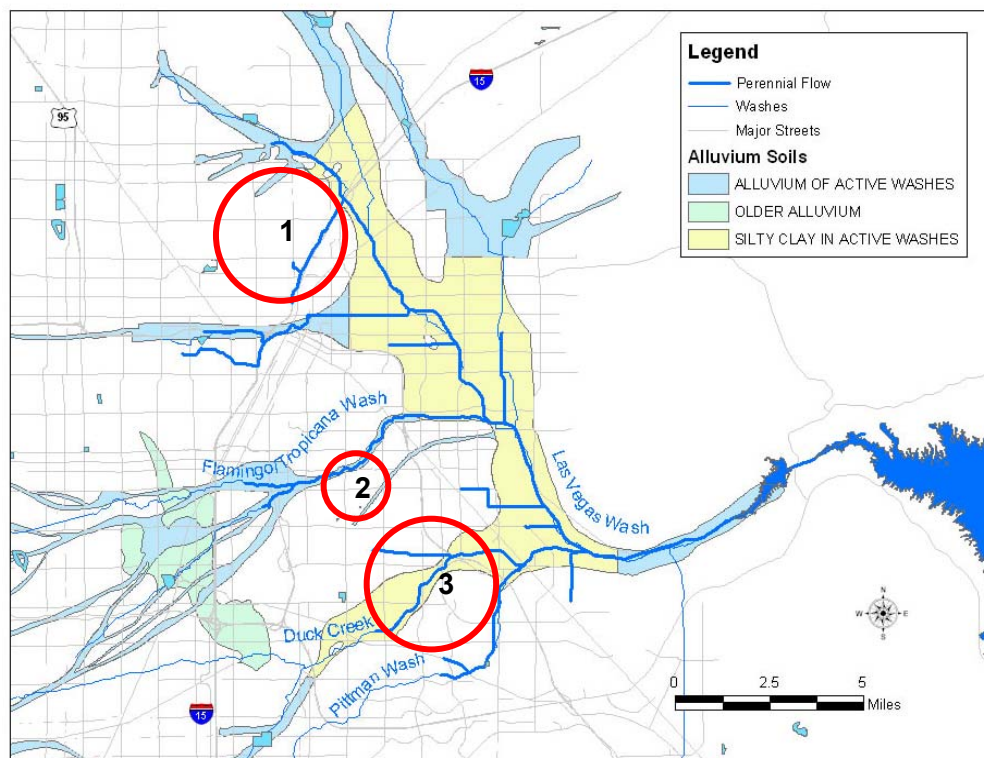 Legend
Perennial Flow
Washes
Major Streets
Alluvium Soils
ALLUVIUM OF ACTIVE WASHES
OLDER ALLUVIUM
SILTY CLAY IN ACTIVE WASHES
15
95
1
Flamingo/Tropicana Wash
2
Las Vegas Wash
3
Duck Creek
Pittman Wash
15
N
W
E
S
0 2.5 5
Miles